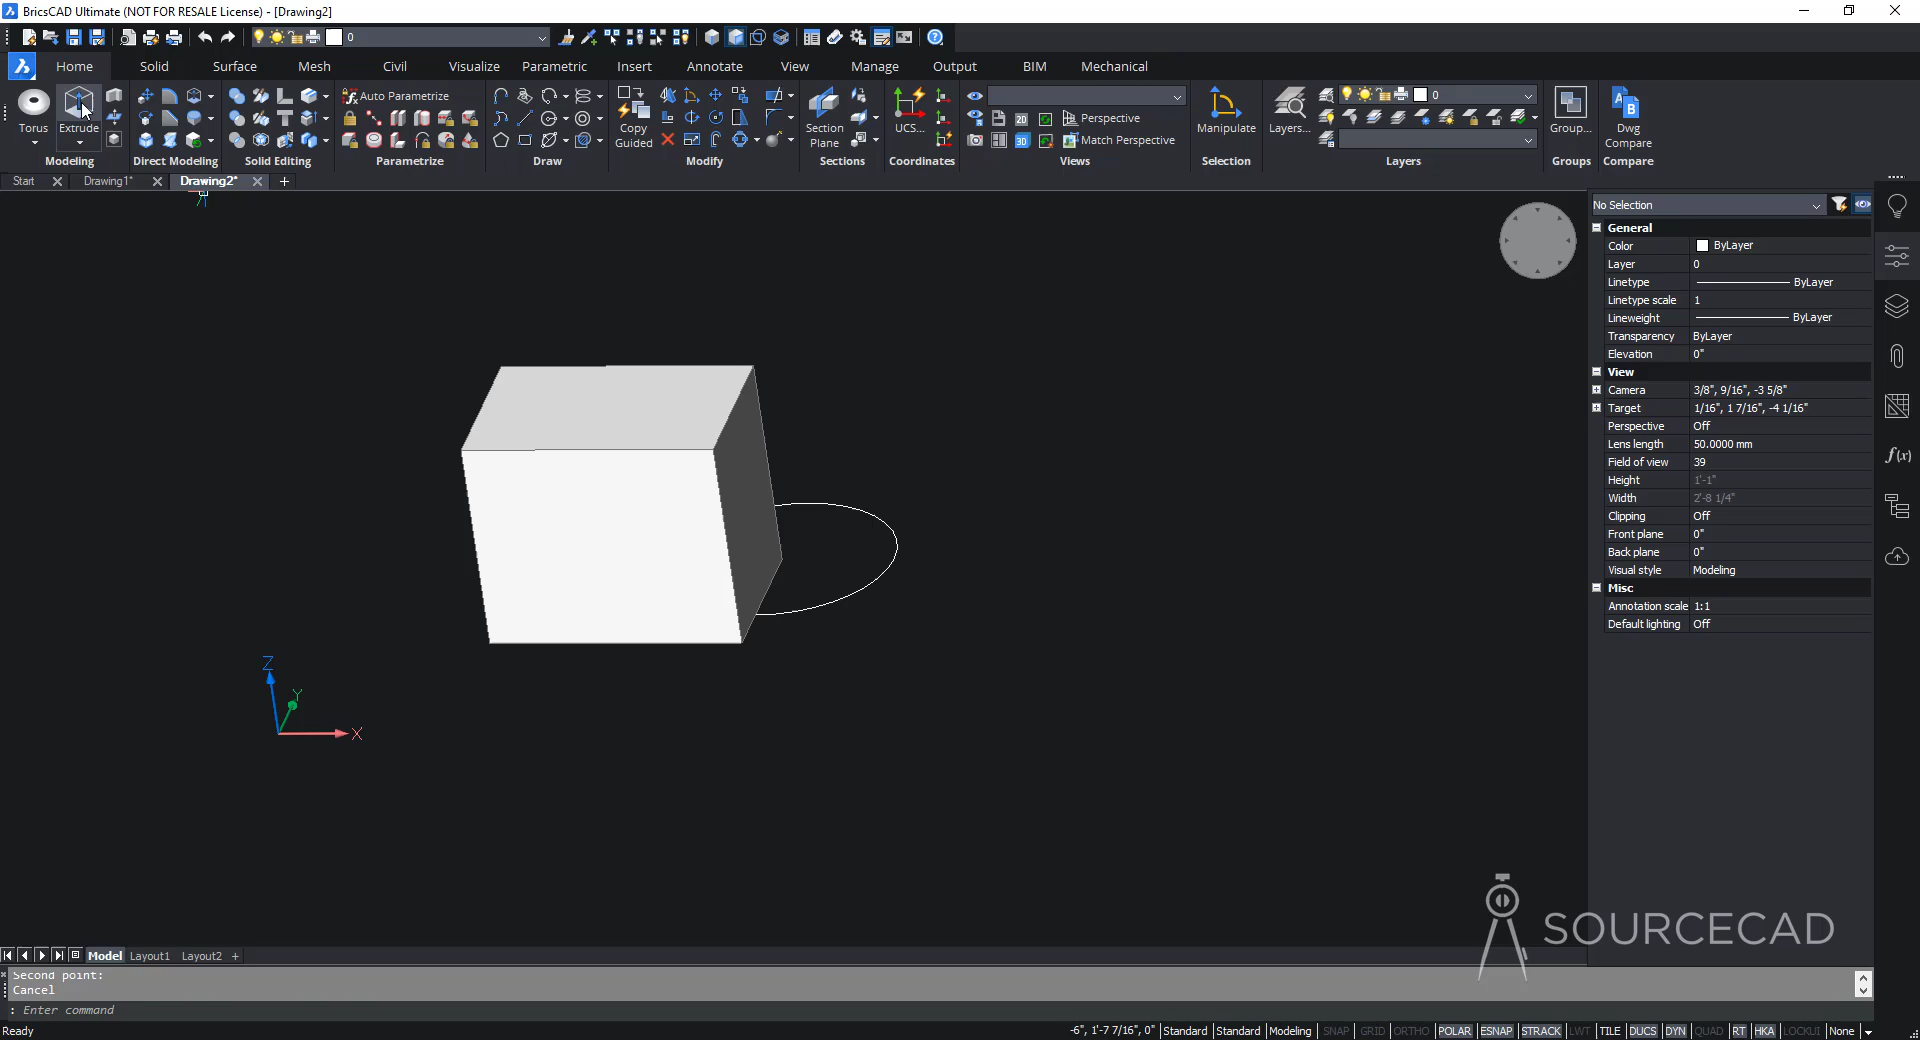 BricsCAD Ultimate (NOT FOR RESALE License) - [Drawing2]
0
Home Solid Surface Mesh Civil Visualize Parametric Insert Annotate View Manage Output BIM Mechanical
Torus
Extrude
Modeling
Direct Modeling
Solid Editing
Auto Parametrize
Parametrize
Draw
Copy
Guided
Modify
Section
Plane
Sections
UCS...
Coordinates
2D
3D
Perspective
Match Perspective
Views
Manipulate
Selection
Layers...
0
Layers
Group...
Groups
Dwg
Compare
Compare
Start Drawing1* Drawing2*
No Selection
General
Color ByLayer
Layer 0
Linetype ByLayer
Linetype scale 1
Lineweight ByLayer
Transparency ByLayer
Elevation 0"
View
Camera 3/8", 9/16", -3 5/8"
Target 1/16", 1 7/16", -4 1/16"
Perspective Off
Lens length 50.0000 mm
Field of view 39
Height 1'-1"
Width 2'-8 1/4"
Clipping Off
Front plane 0"
Back plane 0"
Visual style Modeling
Misc
Annotation scale 1:1
Default lighting Off
f(x)
Z
Y
X
SOURCECAD
Model Layout1 Layout2 +
Second point:
Cancel
: Enter command
Ready
-6", 1'-7 7/16", 0" Standard Standard Modeling SNAP GRID ORTHO POLAR ESNAP STRACK LWT TILE DUCS DYN QUAD RT HKA LOCKUI None